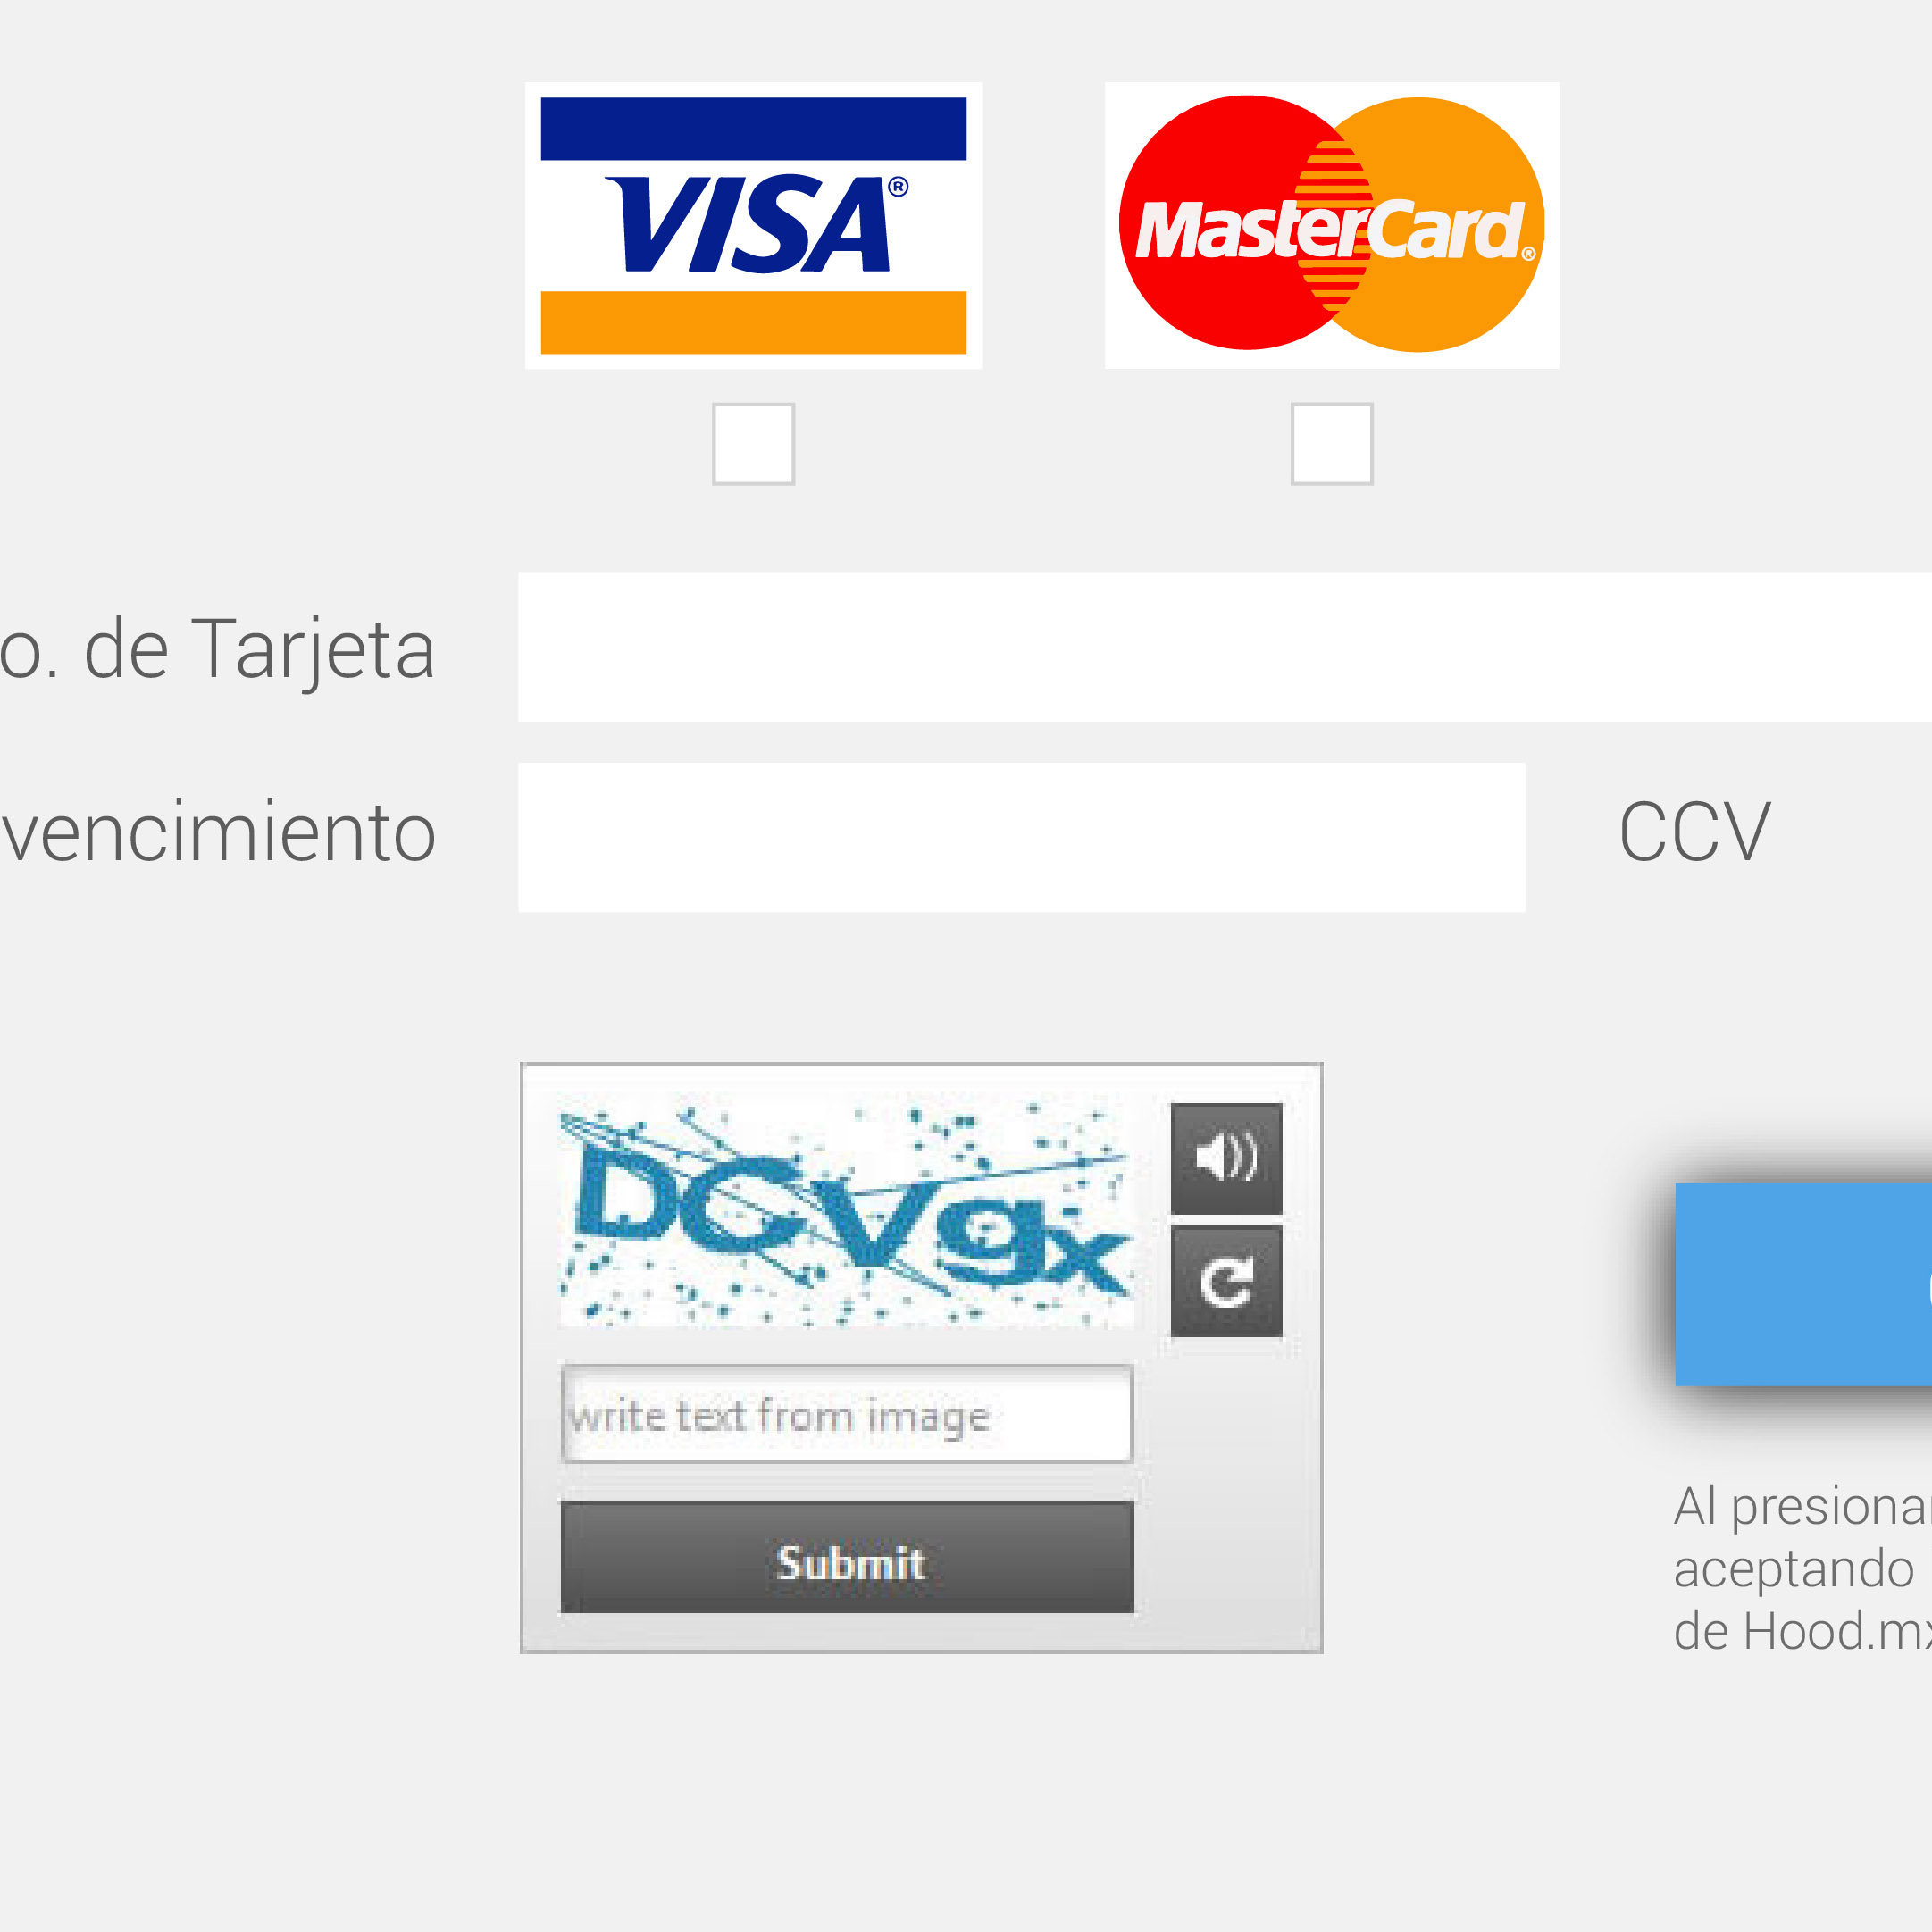 VISA®
MasterCard®
o. de Tarjeta
vencimiento
CCV
DCVgx
write text from image
Submit
Al presiona
aceptando
de Hood.mx